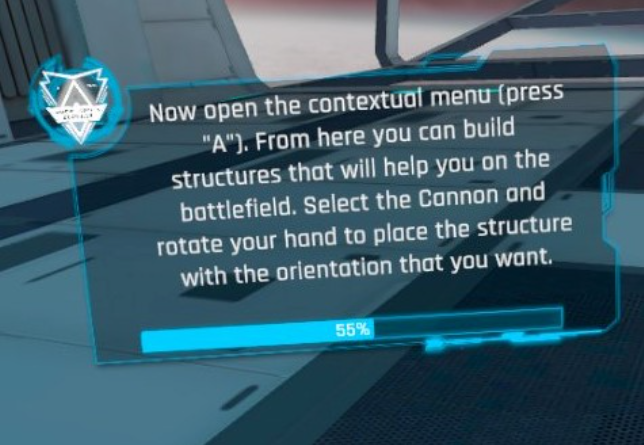 Now open the contextual menu (press
"A"). From here you can build
structures that will help you on the
battlefield. Select the Cannon and
rotate your hand to place the structure
with the orientation that you want.
55%